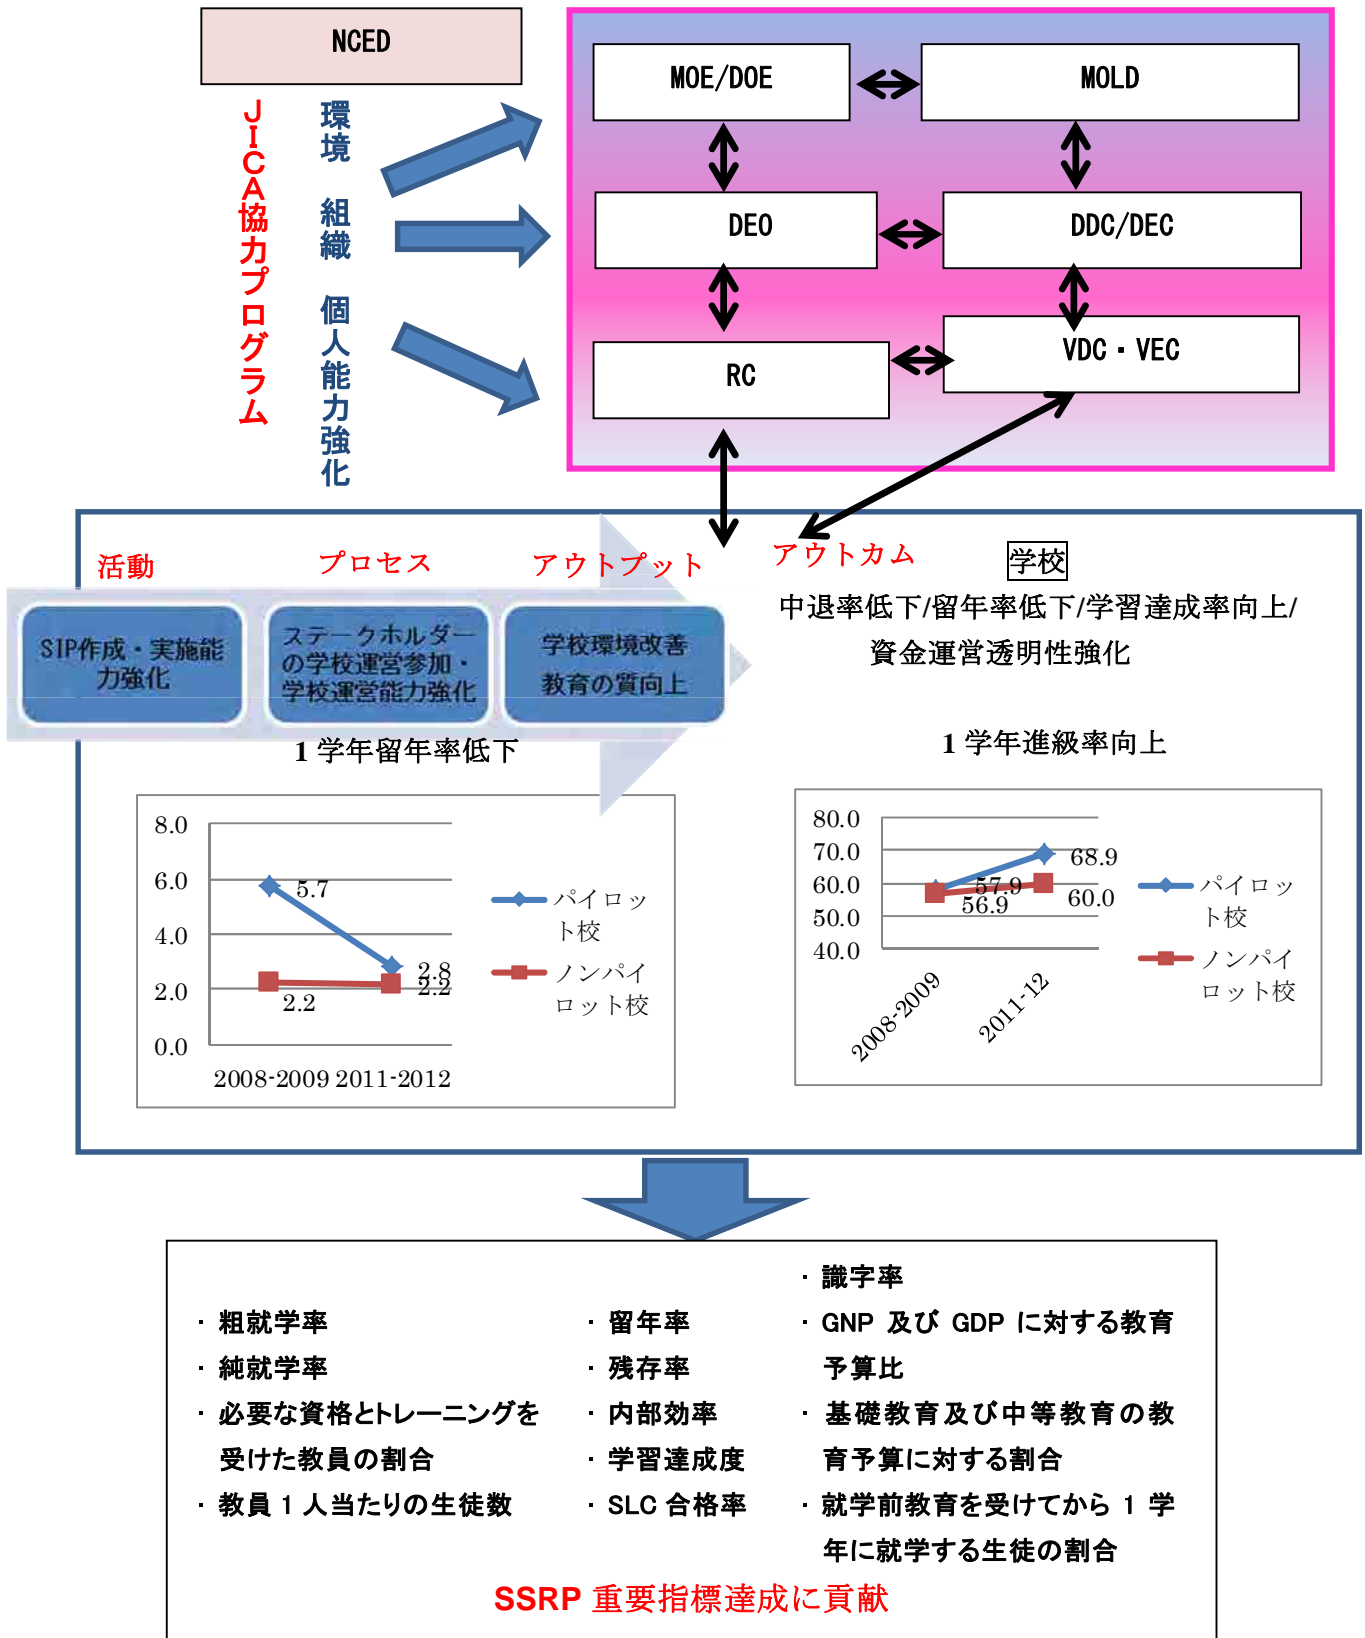 NCED
MOE/DOE
MOLD
JICA協力プログラム
環境 組織 個人能力強化
DEO
DDC/DEC
RC
VDC・VEC
活動
プロセス
アウトプット
アウトカム
学校
SIP作成・実施能
力強化
ステークホルダー
の学校運営参加・
学校運営能力強化
学校環境改善
教育の質向上
中退率低下/留年率低下/学習達成率向上/
資金運営透明性強化
1 学年留年率低下
8.0
6.0
4.0
2.0
0.0
5.7
2.8
2.2
2.2
2008-2009 2011-2012
パイロッ
ト校
ノンパイ
ロット校
1 学年進級率向上
80.0
70.0
60.0
50.0
40.0
57.9
68.9
56.9
60.0
2008-2009
2011-12
パイロッ
ト校
ノンパイ
ロット校
・粗就学率
・純就学率
・必要な資格とトレーニングを
受けた教員の割合
・教員 1 人当たりの生徒数
・留年率
・残存率
・内部効率
・学習達成度
・SLC 合格率
・識字率
・GNP 及び GDP に対する教育
予算比
・基礎教育及び中等教育の教
育予算に対する割合
・就学前教育を受けてから 1 学
年に就学する生徒の割合
SSRP 重要指標達成に貢献